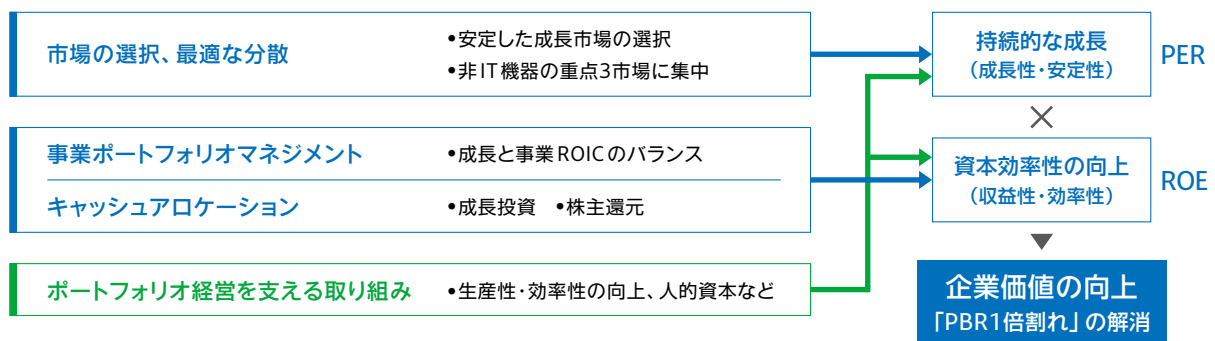 市場の選択、最適な分散
•安定した成長市場の選択
•非IT機器の重点3市場に集中
事業ポートフォリオマネジメント
•成長と事業ROICのバランス
キャッシュアロケーション
•成長投資 •株主還元
ポートフォリオ経営を支える取り組み
•生産性・効率性の向上、人的資本など
持続的な成長
（成長性・安定性）
PER
×
資本効率性の向上
（収益性・効率性）
ROE
▼
企業価値の向上
「PBR1倍割れ」の解消